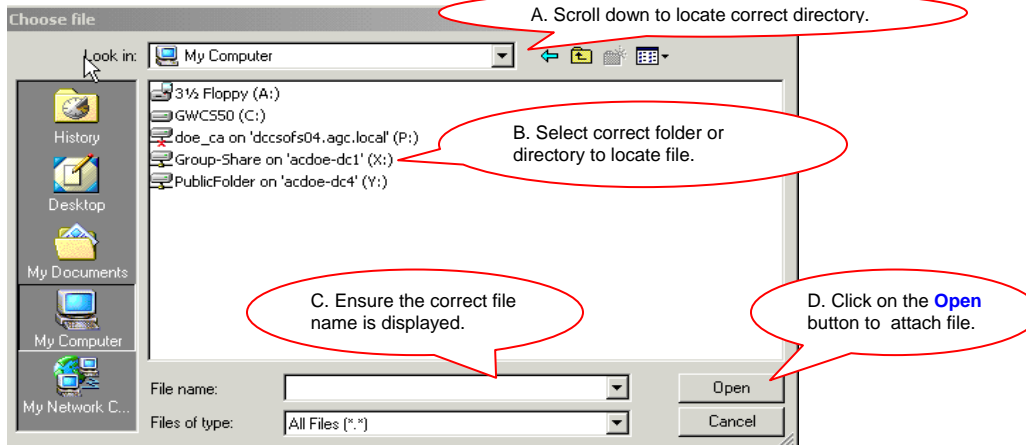 Choose file
A. Scroll down to locate correct directory.
Look in:
My Computer
3½ Floppy (A:)
GWCS50 (C:)
doe_ca on 'dccsofs04.agc.local' (P:)
Group-Share on 'acdoe-dc1' (X:)
PublicFolder on 'acdoe-dc4' (Y:)
B. Select correct folder or
directory to locate file.
History
Desktop
My Documents
My Computer
My Network C...
C. Ensure the correct file
name is displayed.
D. Click on the Open
button to attach file.
File name:
Open
Files of type:
All Files (*.*)
Cancel